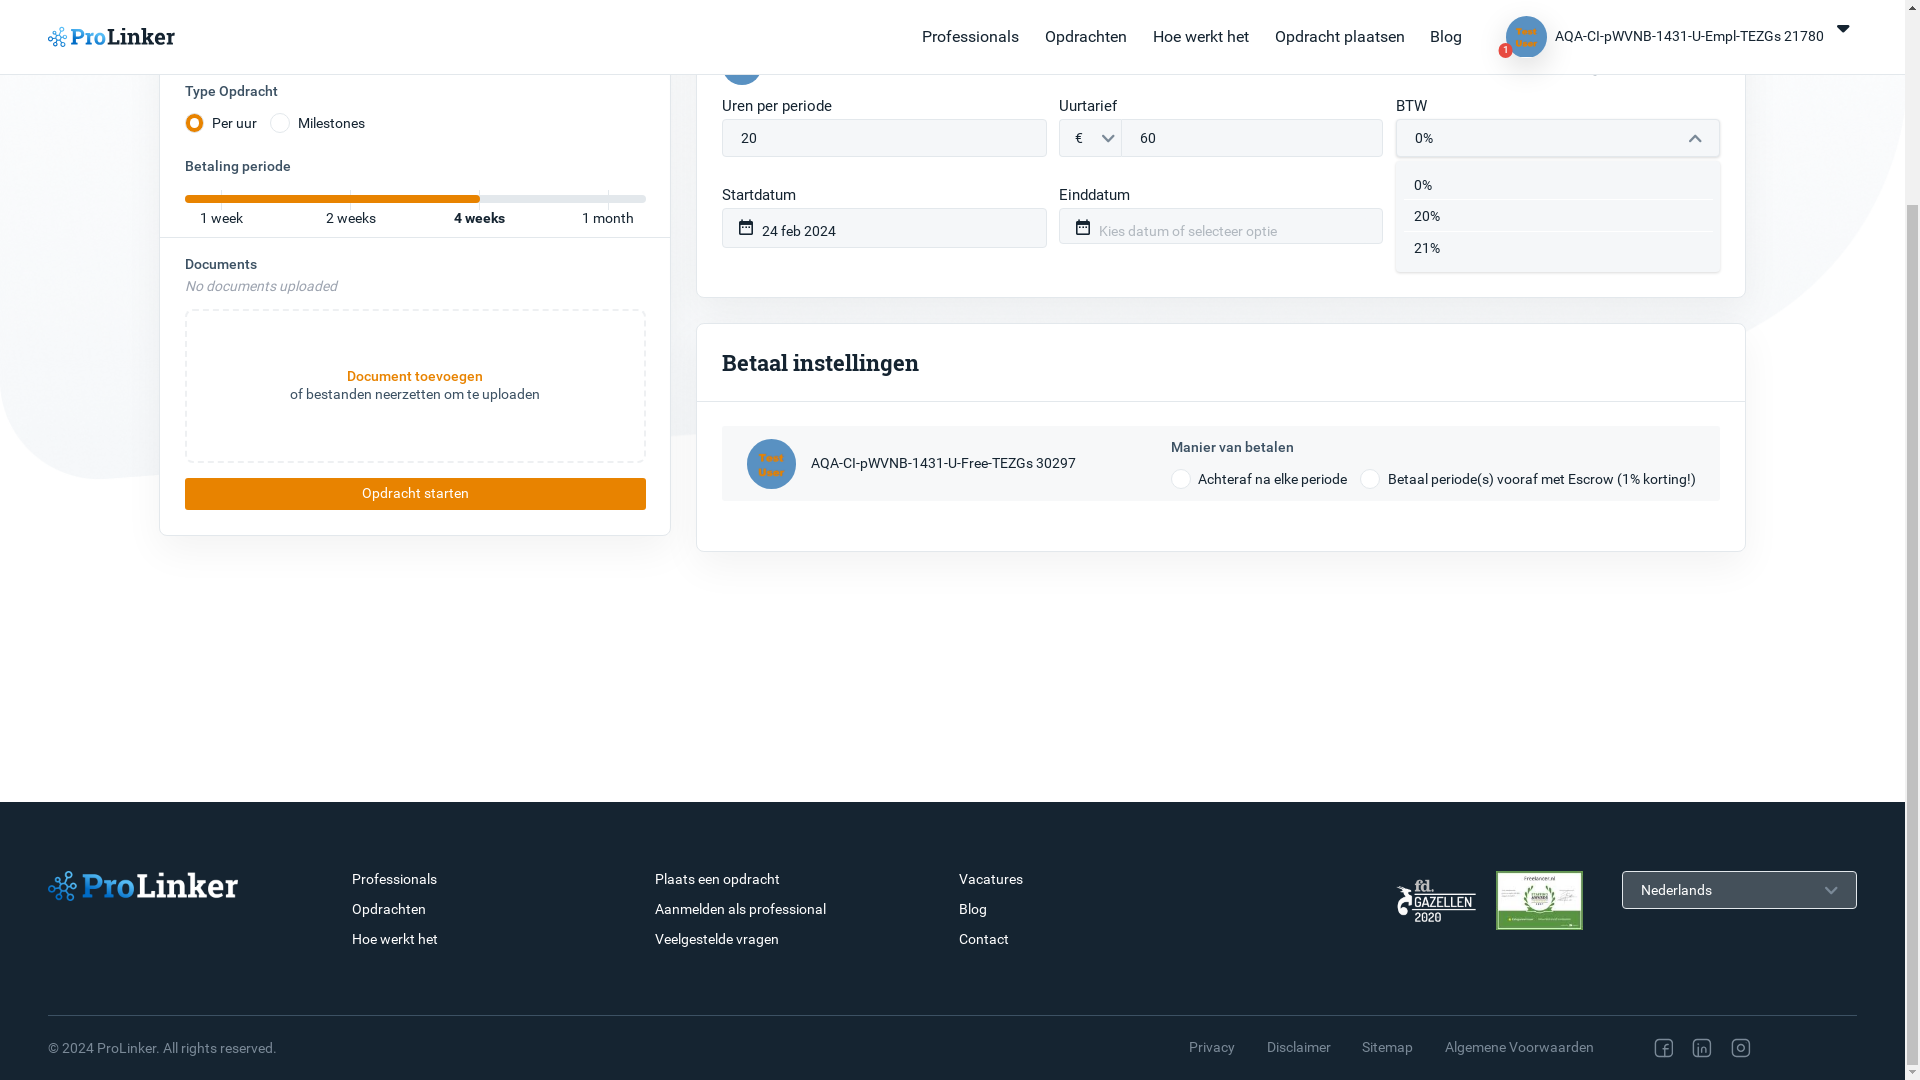 ProLinker
Professionals
Opdrachten
Hoe werkt het
Opdracht plaatsen
Blog
Test
User
1
AQA-CI-pWVNB-1431-U-Empl-TEZGs 21780
Type Opdracht
Per uur
Milestones
Betaling periode
1 week
2 weeks
4 weeks
1 month
Documents
No documents uploaded
Document toevoegen
of bestanden neerzetten om te uploaden
Opdracht starten
Uren per periode
20
Uurtarief
€
60
BTW
0%
0%
20%
21%
Startdatum
24 feb 2024
Einddatum
Kies datum of selecteer optie
Betaal instellingen
Test
User
AQA-CI-pWVNB-1431-U-Free-TEZGs 30297
Manier van betalen
Achteraf na elke periode
Betaal periode(s) vooraf met Escrow (1% korting!)
ProLinker
Professionals
Opdrachten
Hoe werkt het
Plaats een opdracht
Aanmelden als professional
Veelgestelde vragen
Vacatures
Blog
Contact
fd.
GAZELLEN
2020
Freelancer.nl
Nederlands
© 2024 ProLinker. All rights reserved.
Privacy
Disclaimer
Sitemap
Algemene Voorwaarden